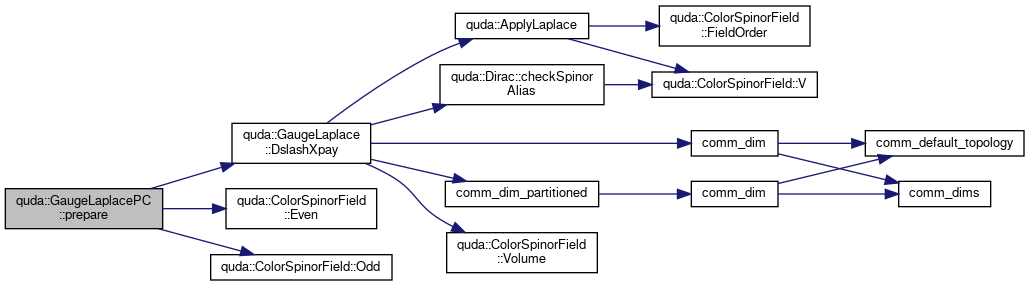 quda::GaugeLaplacePC
::prepare
quda::GaugeLaplace
::DslashXpay
quda::ColorSpinorField
::Even
quda::ColorSpinorField::Odd
quda::ApplyLaplace
quda::Dirac::checkSpinor
Alias
comm_dim
comm_dim_partitioned
quda::ColorSpinorField
::Volume
quda::ColorSpinorField
::FieldOrder
quda::ColorSpinorField::V
comm_dim
comm_default_topology
comm_dims